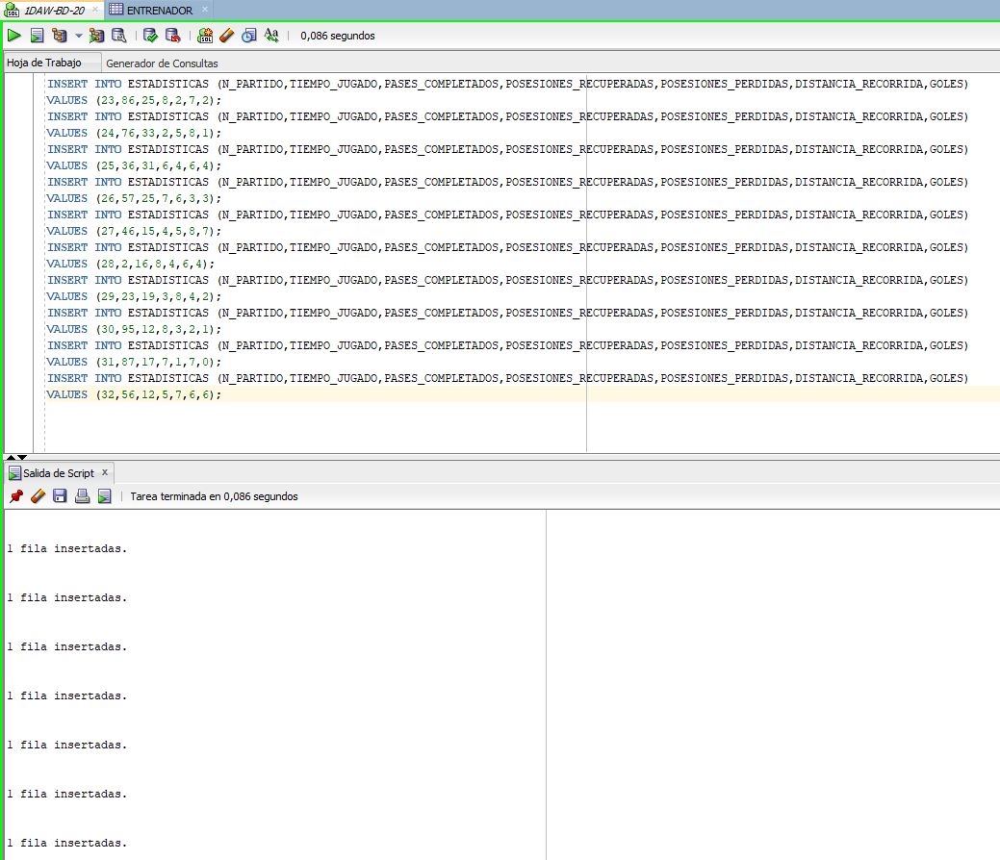 1DAW-BD-20 ENTRENADOR
0,086 segundos
Hoja de Trabajo Generador de Consultas
INSERT INTO ESTADISTICAS (N_PARTIDO,TIEMPO_JUGADO,PASES_COMPLETADOS,POSESIONES_RECUPERADAS,POSESIONES_PERDIDAS,DISTANCIA_RECORRIDA,GOLES)
VALUES (23,86,25,8,2,7,2);
INSERT INTO ESTADISTICAS (N_PARTIDO,TIEMPO_JUGADO,PASES_COMPLETADOS,POSESIONES_RECUPERADAS,POSESIONES_PERDIDAS,DISTANCIA_RECORRIDA,GOLES)
VALUES (24,76,33,2,5,8,1);
INSERT INTO ESTADISTICAS (N_PARTIDO,TIEMPO_JUGADO,PASES_COMPLETADOS,POSESIONES_RECUPERADAS,POSESIONES_PERDIDAS,DISTANCIA_RECORRIDA,GOLES)
VALUES (25,36,31,6,4,6,4);
INSERT INTO ESTADISTICAS (N_PARTIDO,TIEMPO_JUGADO,PASES_COMPLETADOS,POSESIONES_RECUPERADAS,POSESIONES_PERDIDAS,DISTANCIA_RECORRIDA,GOLES)
VALUES (26,57,25,7,6,3,3);
INSERT INTO ESTADISTICAS (N_PARTIDO,TIEMPO_JUGADO,PASES_COMPLETADOS,POSESIONES_RECUPERADAS,POSESIONES_PERDIDAS,DISTANCIA_RECORRIDA,GOLES)
VALUES (27,46,15,4,5,8,7);
INSERT INTO ESTADISTICAS (N_PARTIDO,TIEMPO_JUGADO,PASES_COMPLETADOS,POSESIONES_RECUPERADAS,POSESIONES_PERDIDAS,DISTANCIA_RECORRIDA,GOLES)
VALUES (28,2,16,8,4,6,4);
INSERT INTO ESTADISTICAS (N_PARTIDO,TIEMPO_JUGADO,PASES_COMPLETADOS,POSESIONES_RECUPERADAS,POSESIONES_PERDIDAS,DISTANCIA_RECORRIDA,GOLES)
VALUES (29,23,19,3,8,4,2);
INSERT INTO ESTADISTICAS (N_PARTIDO,TIEMPO_JUGADO,PASES_COMPLETADOS,POSESIONES_RECUPERADAS,POSESIONES_PERDIDAS,DISTANCIA_RECORRIDA,GOLES)
VALUES (30,95,12,8,3,2,1);
INSERT INTO ESTADISTICAS (N_PARTIDO,TIEMPO_JUGADO,PASES_COMPLETADOS,POSESIONES_RECUPERADAS,POSESIONES_PERDIDAS,DISTANCIA_RECORRIDA,GOLES)
VALUES (31,87,17,7,1,7,0);
INSERT INTO ESTADISTICAS (N_PARTIDO,TIEMPO_JUGADO,PASES_COMPLETADOS,POSESIONES_RECUPERADAS,POSESIONES_PERDIDAS,DISTANCIA_RECORRIDA,GOLES)
VALUES (32,56,12,5,7,6,6);
Salida de Script
Tarea terminada en 0,086 segundos
1 fila insertadas.
1 fila insertadas.
1 fila insertadas.
1 fila insertadas.
1 fila insertadas.
1 fila insertadas.
1 fila insertadas.